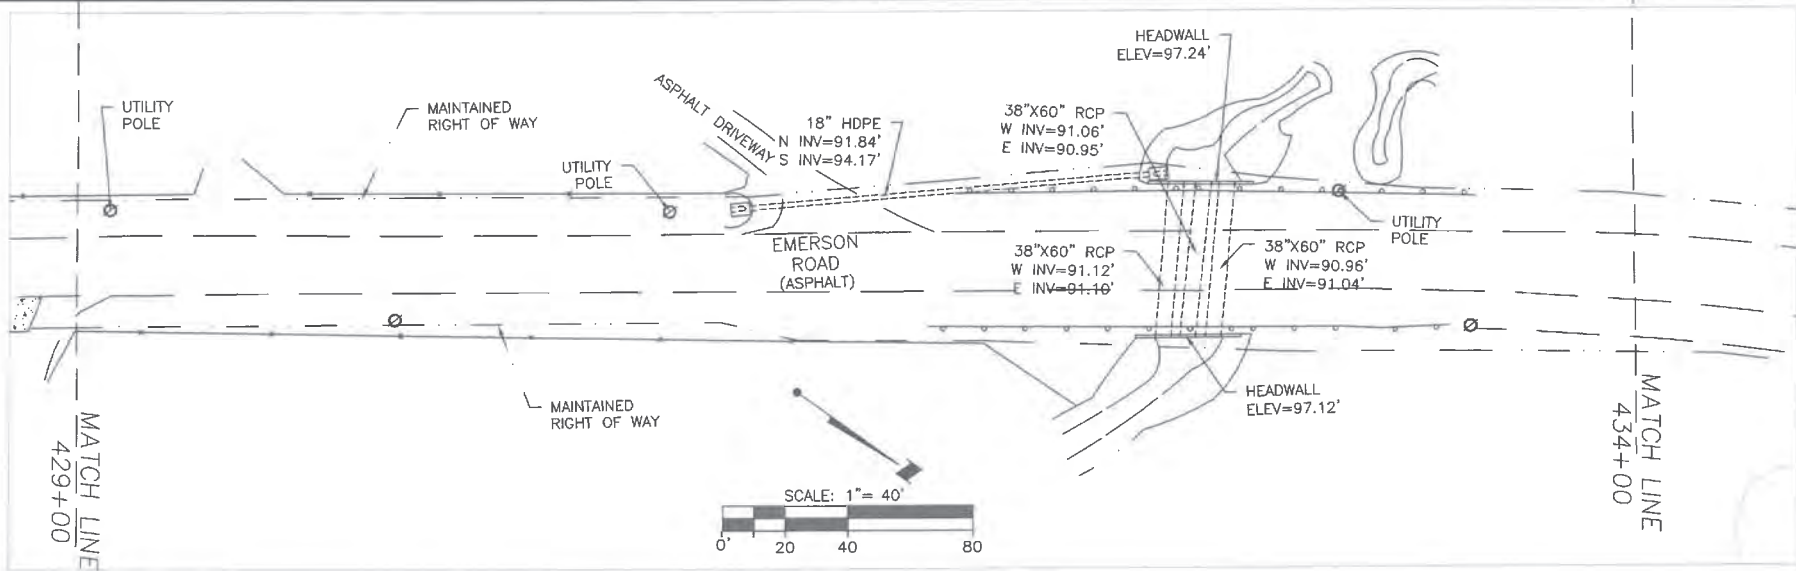 HEADWALL
ELEV=97.24'
UTILITY
POLE
MAINTAINED
RIGHT OF WAY
ASPHALT DRIVEWAY
18" HDPE
N INV=91.84'
S INV=94.17'
38"X60" RCP
W INV=91.06'
E INV=90.95'
UTILITY
POLE
UTILITY
POLE
EMERSON
ROAD
(ASPHALT)
38"X60" RCP
W INV=91.12'
E INV=91.10'
38"X60" RCP
W INV=90.96'
E INV=91.04'
MAINTAINED
RIGHT OF WAY
HEADWALL
ELEV=97.12'
MATCH LINE
429+00
MATCH LINE
434+00
SCALE: 1"= 40'
0' 20 40 80